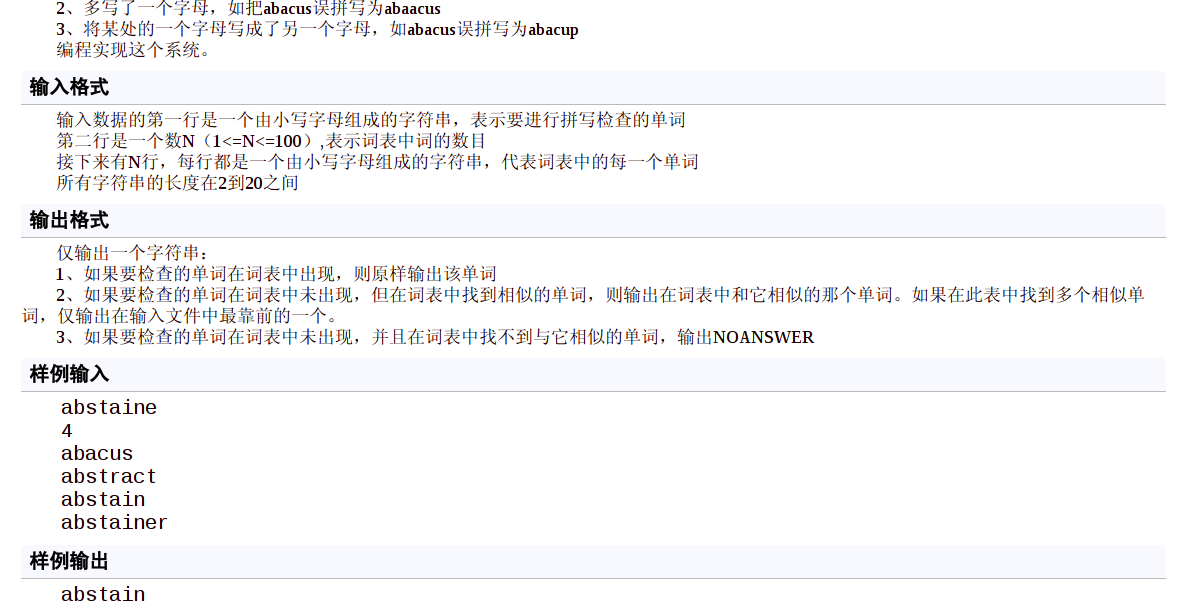 2、多写了一个字母，如把abacus误拼写为abaacus
3、将某处的一个字母写成了另一个字母，如abacus误拼写为abacup
编程实现这个系统。
输入格式
输入数据的第一行是一个由小写字母组成的字符串，表示要进行拼写检查的单词
第二行是一个数N（1<=N<=100）,表示词表中词的数目
接下来有N行，每行都是一个由小写字母组成的字符串，代表词表中的每一个单词
所有字符串的长度在2到20之间
输出格式
仅输出一个字符串：
1、如果要检查的单词在词表中出现，则原样输出该单词
2、如果要检查的单词在词表中未出现，但在词表中找到相似的单词，则输出在词表中和它相似的那个单词。如果在此表中找到多个相似单
词，仅输出在输入文件中最靠前的一个。
3、如果要检查的单词在词表中未出现，并且在词表中找不到与它相似的单词，输出NOANSWER
样例输入
abstaine
4
abacus
abstract
abstain
abstainer
样例输出
abstain